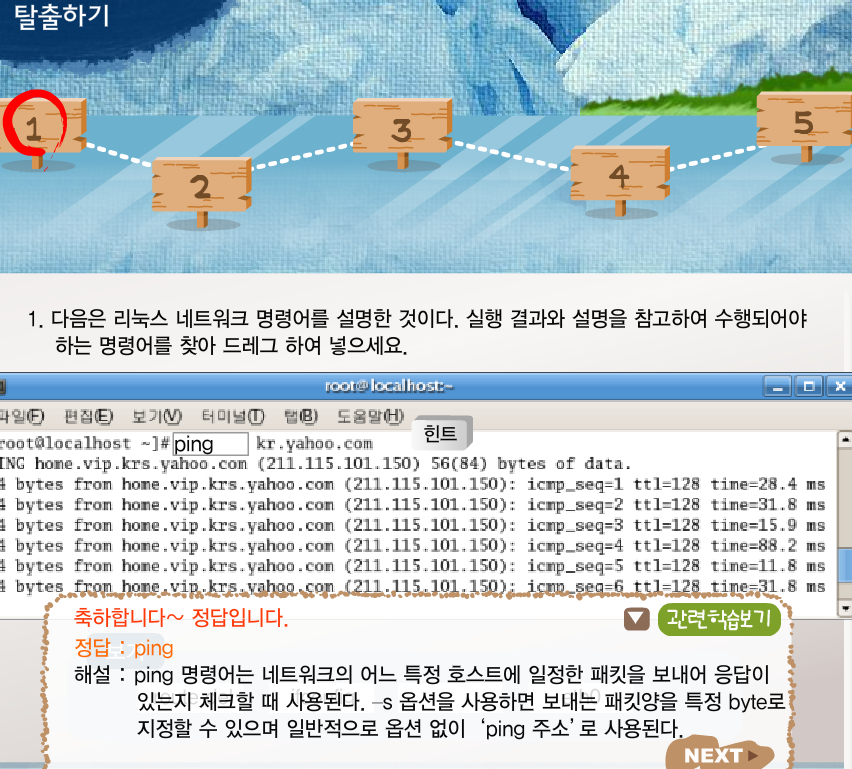 탈출하기
1
2
3
4
5
1. 다음은 리눅스 네트워크 명령어를 설명한 것이다. 실행 결과와 설명을 참고하여 수행되어야
하는 명령어를 찾아 드레그 하여 넣으세요.
root@localhost:~
파일(F) 편집(E) 보기(V) 터미널(T) 탭(B) 도움말(H)
힌트
root@localhost ~]# ping kr.yahoo.com
ING home.vip.krs.yahoo.com (211.115.101.150) 56(84) bytes of data.
4 bytes from home.vip.krs.yahoo.com (211.115.101.150): icmp_seq=1 ttl=128 time=28.4 ms
4 bytes from home.vip.krs.yahoo.com (211.115.101.150): icmp_seq=2 ttl=128 time=31.8 ms
4 bytes from home.vip.krs.yahoo.com (211.115.101.150): icmp_seq=3 ttl=128 time=15.9 ms
4 bytes from home.vip.krs.yahoo.com (211.115.101.150): icmp_seq=4 ttl=128 time=88.2 ms
4 bytes from home.vip.krs.yahoo.com (211.115.101.150): icmp_seq=5 ttl=128 time=11.8 ms
4 bytes from home.vip.krs.yahoo.com (211.115.101.150): icmp_seq=6 ttl=128 time=31.8 ms
축하합니다~ 정답입니다.
관련학습보기
정답 : ping
해설 : ping 명령어는 네트워크의 어느 특정 호스트에 일정한 패킷을 보내어 응답이
있는지 체크할 때 사용된다. -s 옵션을 사용하면 보내는 패킷양을 특정 byte로
지정할 수 있으며 일반적으로 옵션 없이 ‘ping 주소’로 사용된다.
NEXT